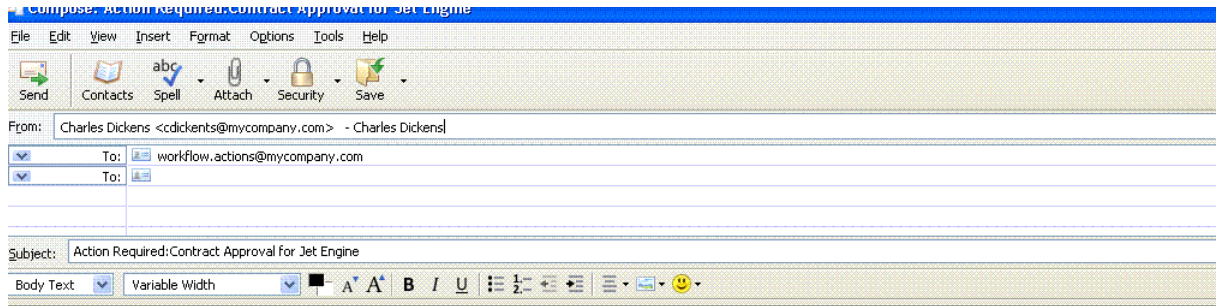 Compose: Action Required:Contract Approval for Jet Engine
File Edit View Insert Format Options Tools Help
Send Contacts Spell Attach Security Save
From: Charles Dickens <cdickents@mycompany.com> - Charles Dickens
To: workflow.actions@mycompany.com
To:
Subject: Action Required:Contract Approval for Jet Engine
Body Text Variable Width